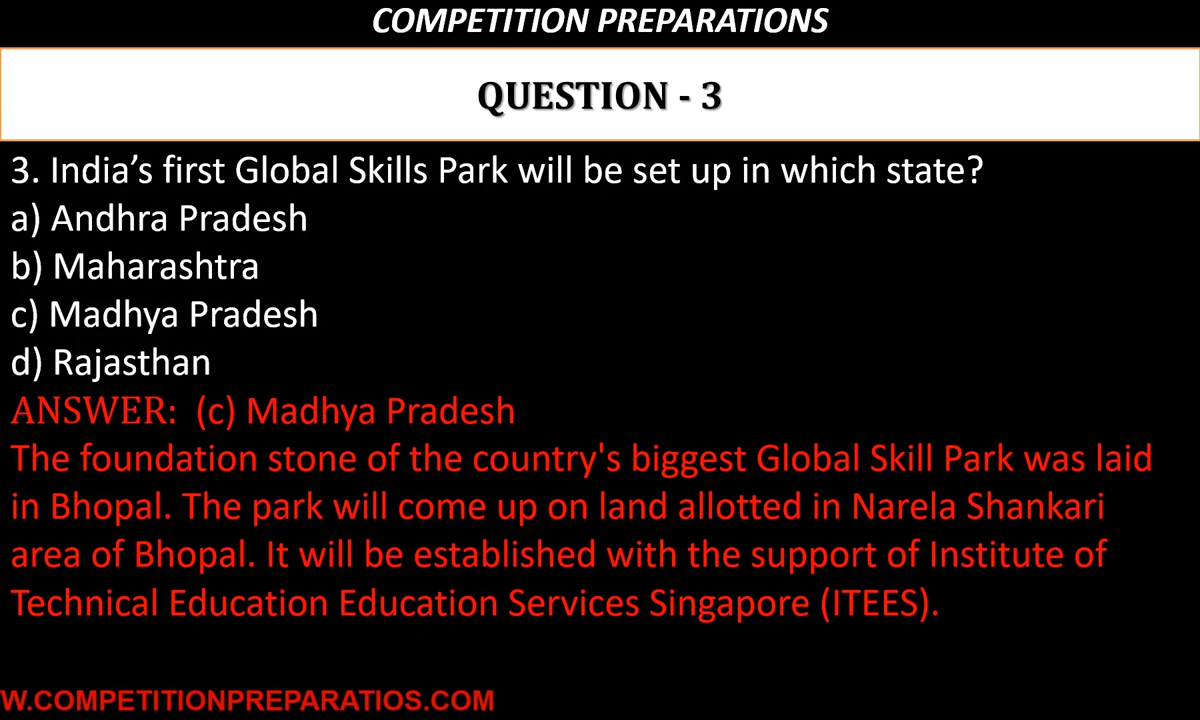 COMPETITION PREPARATIONS
QUESTION - 3
3. India’s first Global Skills Park will be set up in which state?
a) Andhra Pradesh
b) Maharashtra
c) Madhya Pradesh
d) Rajasthan
ANSWER: (c) Madhya Pradesh
The foundation stone of the country's biggest Global Skill Park was laid
in Bhopal. The park will come up on land allotted in Narela Shankari
area of Bhopal. It will be established with the support of Institute of
Technical Education Education Services Singapore (ITEES).
W.COMPETITIONPREPARATIOS.COM